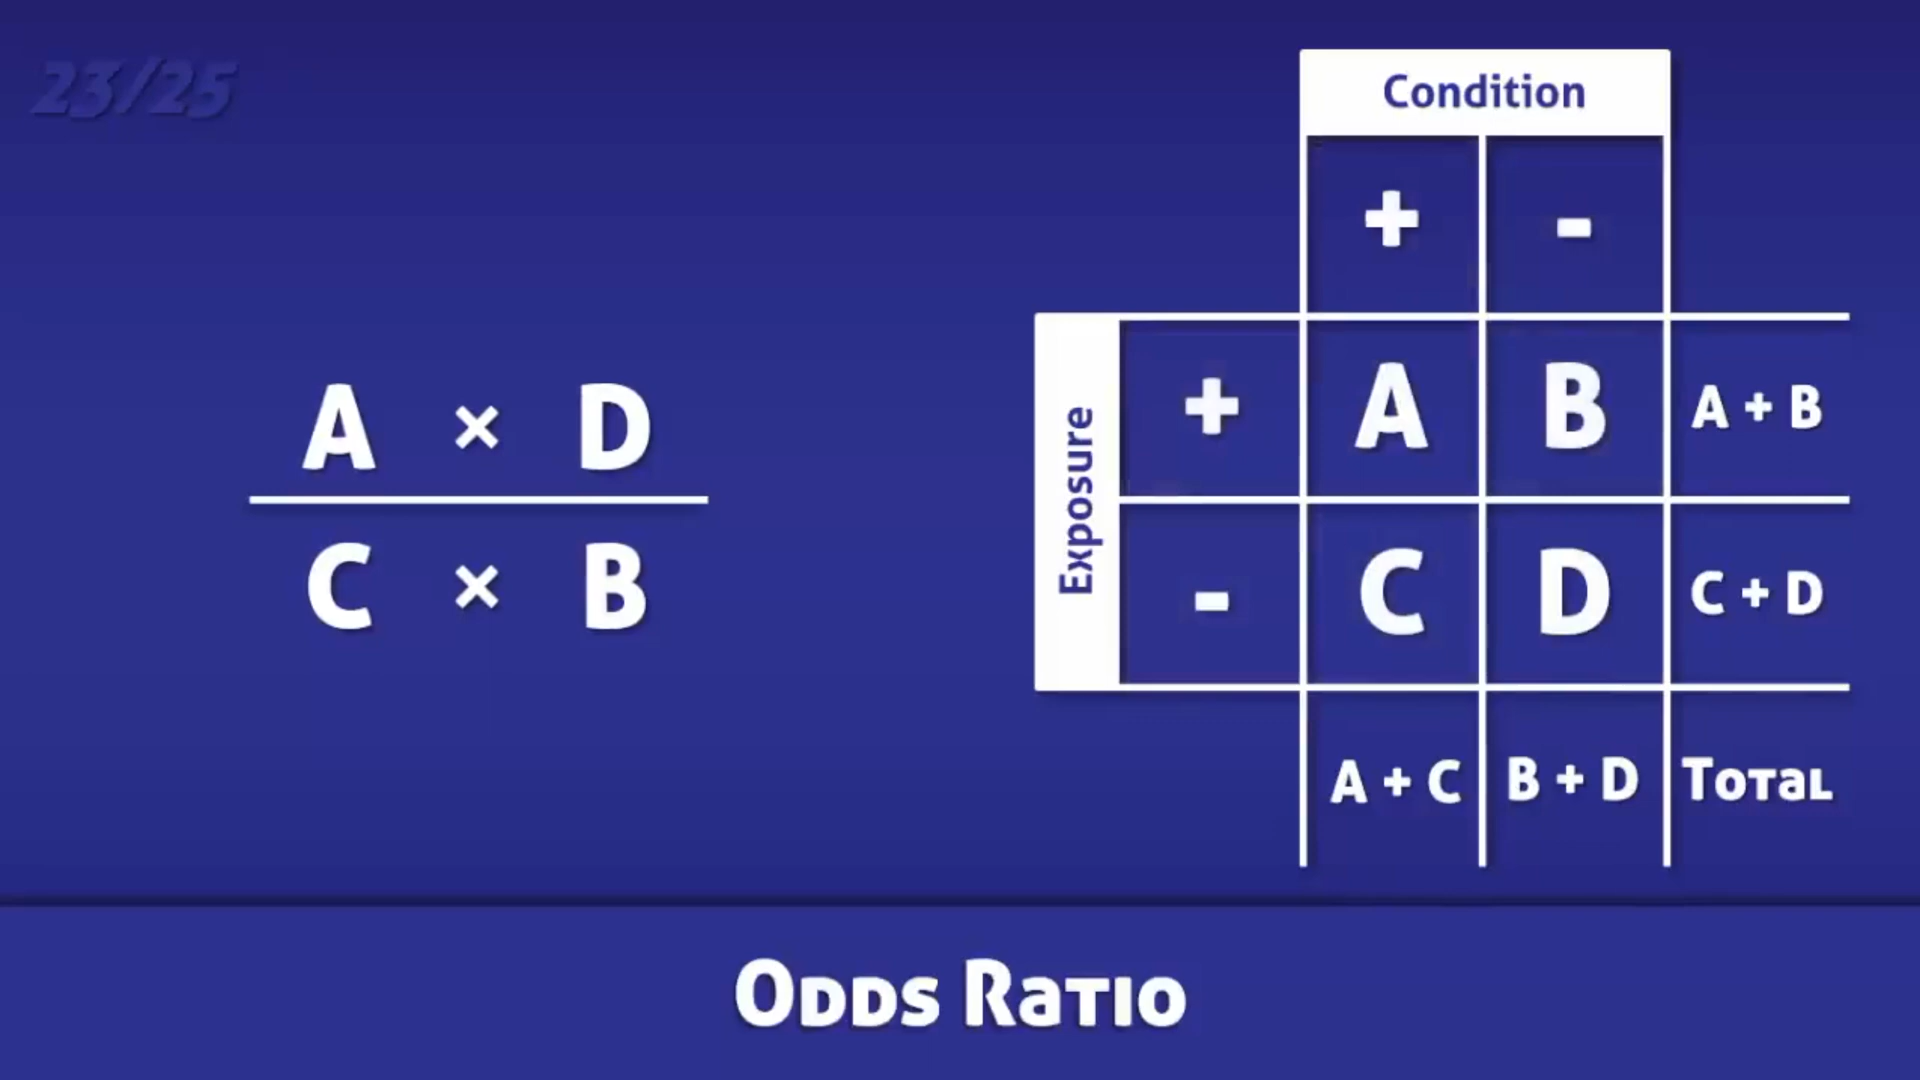 23/25
Condition
+ -
A × D
C × B
Exposure
+ A B A + B
- C D C + D
A + C B + D Total
Odds Ratio